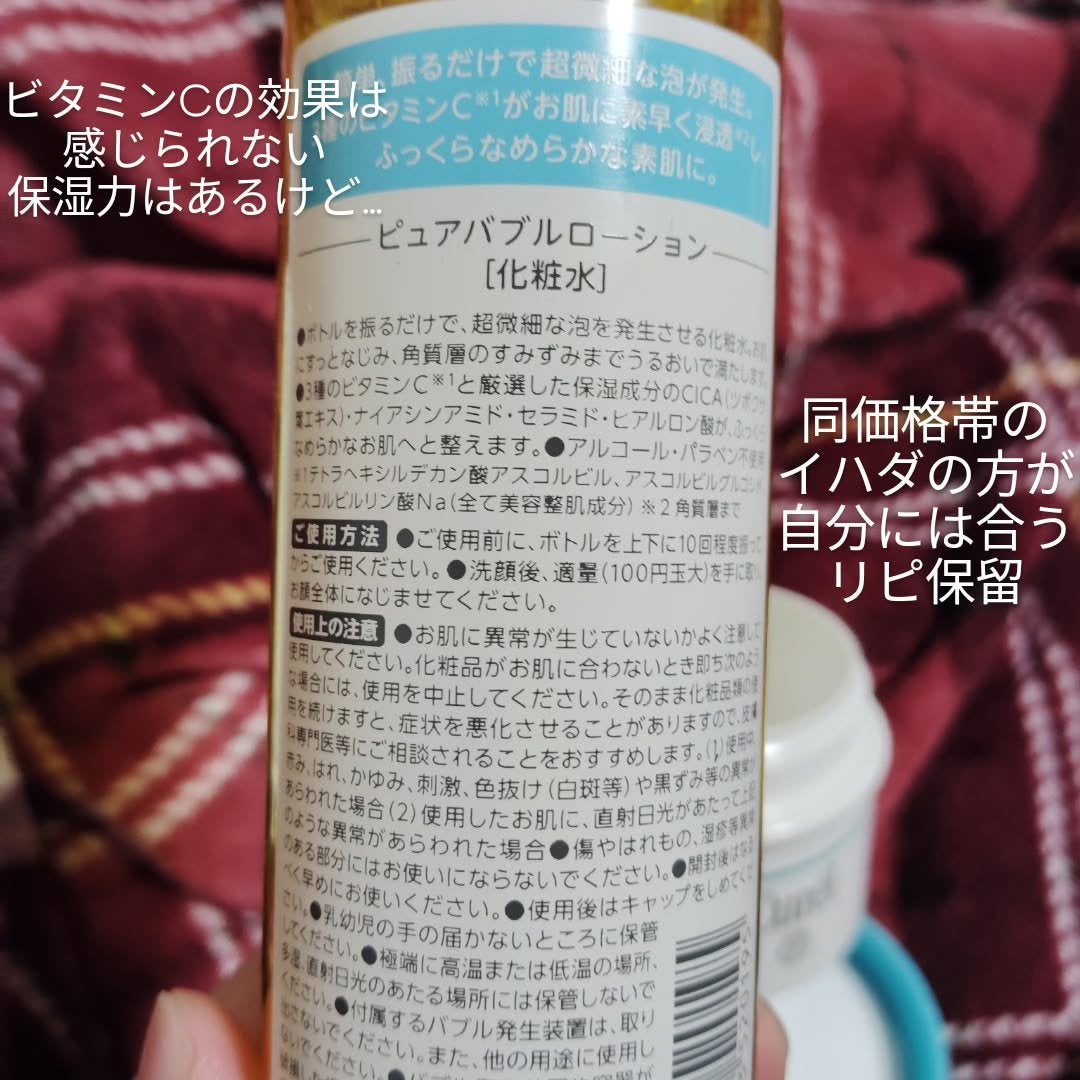 ビタミンCの効果は
感じられない
保湿力はあるけど…
振るだけで超微細な泡が発生。
種のビタミンC※1がお肌に素早く浸透※2し、
ふっくらなめらかな素肌に。
ピュアバブルローション
[化粧水]
●ボトルを振るだけで、超微細な泡を発生させる化粧水。お肌
にすっとなじみ、角質層のすみずみまでうるおいで満たします。
●3種のビタミンC※1と厳選した保湿成分のCICA(ツボクサ
葉エキス)・ナイアシンアミド・セラミド・ヒアルロン酸が、ふっくら
なめらかなお肌へと整えます。●アルコール・パラベン不使用
※1テトラヘキシルデカン酸アスコルビル、アスコルビルグルコシド、
アスコルビルリン酸Na(全て美容整肌成分) ※2角質層まで
ご使用方法 ●ご使用前に、ボトルを上下に10回程度振って
からご使用ください。●洗顔後、適量(100円玉大)を手に取り、
お顔全体になじませてください。
使用上の注意 ●お肌に異常が生じていないかよく注意して
使用してください。化粧品がお肌に合わないとき即ち次のよう
な場合には、使用を中止してください。そのまま化粧品類の使
用を続けますと、症状を悪化させることがありますので、皮膚
科専門医等にご相談されることをおすすめします。(1)使用中、
赤み、はれ、かゆみ、刺激、色抜け(白斑等)や黒ずみ等の異常が
あらわれた場合(2)使用したお肌に、直射日光があたって上記
のような異常があらわれた場合●傷やはれもの、湿疹等異常
のある部分にはお使いにならないでください。●開封後はなる
べく早めにお使いください。●使用後はキャップをしめてくだ
さい。●乳幼児の手の届かないところに保管
してください。●極端に高温または低温の場所、
多湿、直射日光のあたる場所には保管しないで
ください。●付属するバブル発生装置は、取り
出さないでください。また、他の用途に使用し
ないでください。
同価格帯の
イハダの方が
自分には合う
リピ保留